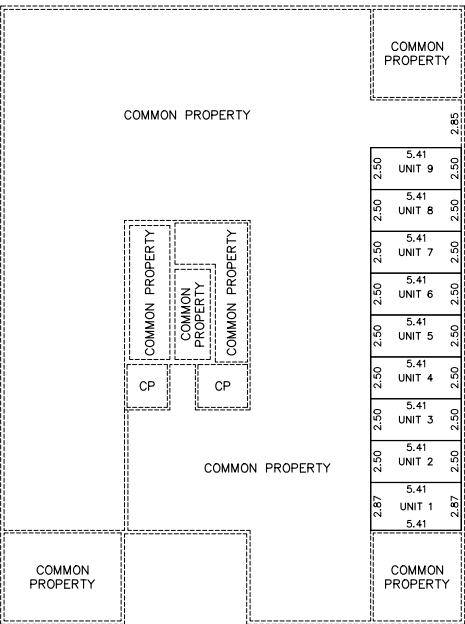 COMMON
PROPERTY
COMMON PROPERTY
2.85
5.41
2.50 UNIT 9 2.50
5.41
2.50 UNIT 8 2.50
5.41
2.50 UNIT 7 2.50
5.41
2.50 UNIT 6 2.50
5.41
2.50 UNIT 5 2.50
5.41
2.50 UNIT 4 2.50
5.41
2.50 UNIT 3 2.50
5.41
2.50 UNIT 2 2.50
5.41
2.87 UNIT 1 2.87
5.41
COMMON PROPERTY
COMMON
PROPERTY
COMMON PROPERTY
CP
CP
COMMON PROPERTY
COMMON
PROPERTY
COMMON
PROPERTY